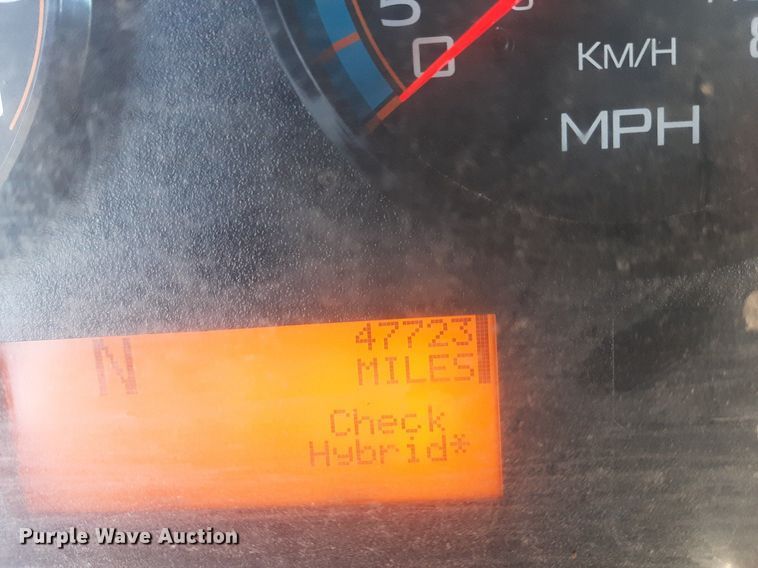 5
0
KM/H
MPH
N
47723
MILES
Check
Hybrid*
Purple Wave Auction